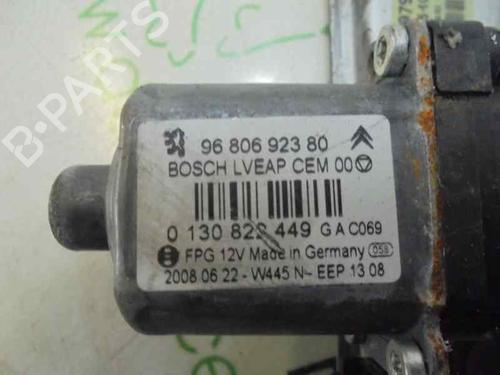 96 806 923 80
BOSCH LVEAP CEM 00
0 130 822 449 G A C069
FPG 12V Made in Germany 058
2008 06 22 - W445 N - EEP 13 08
B-PARTS